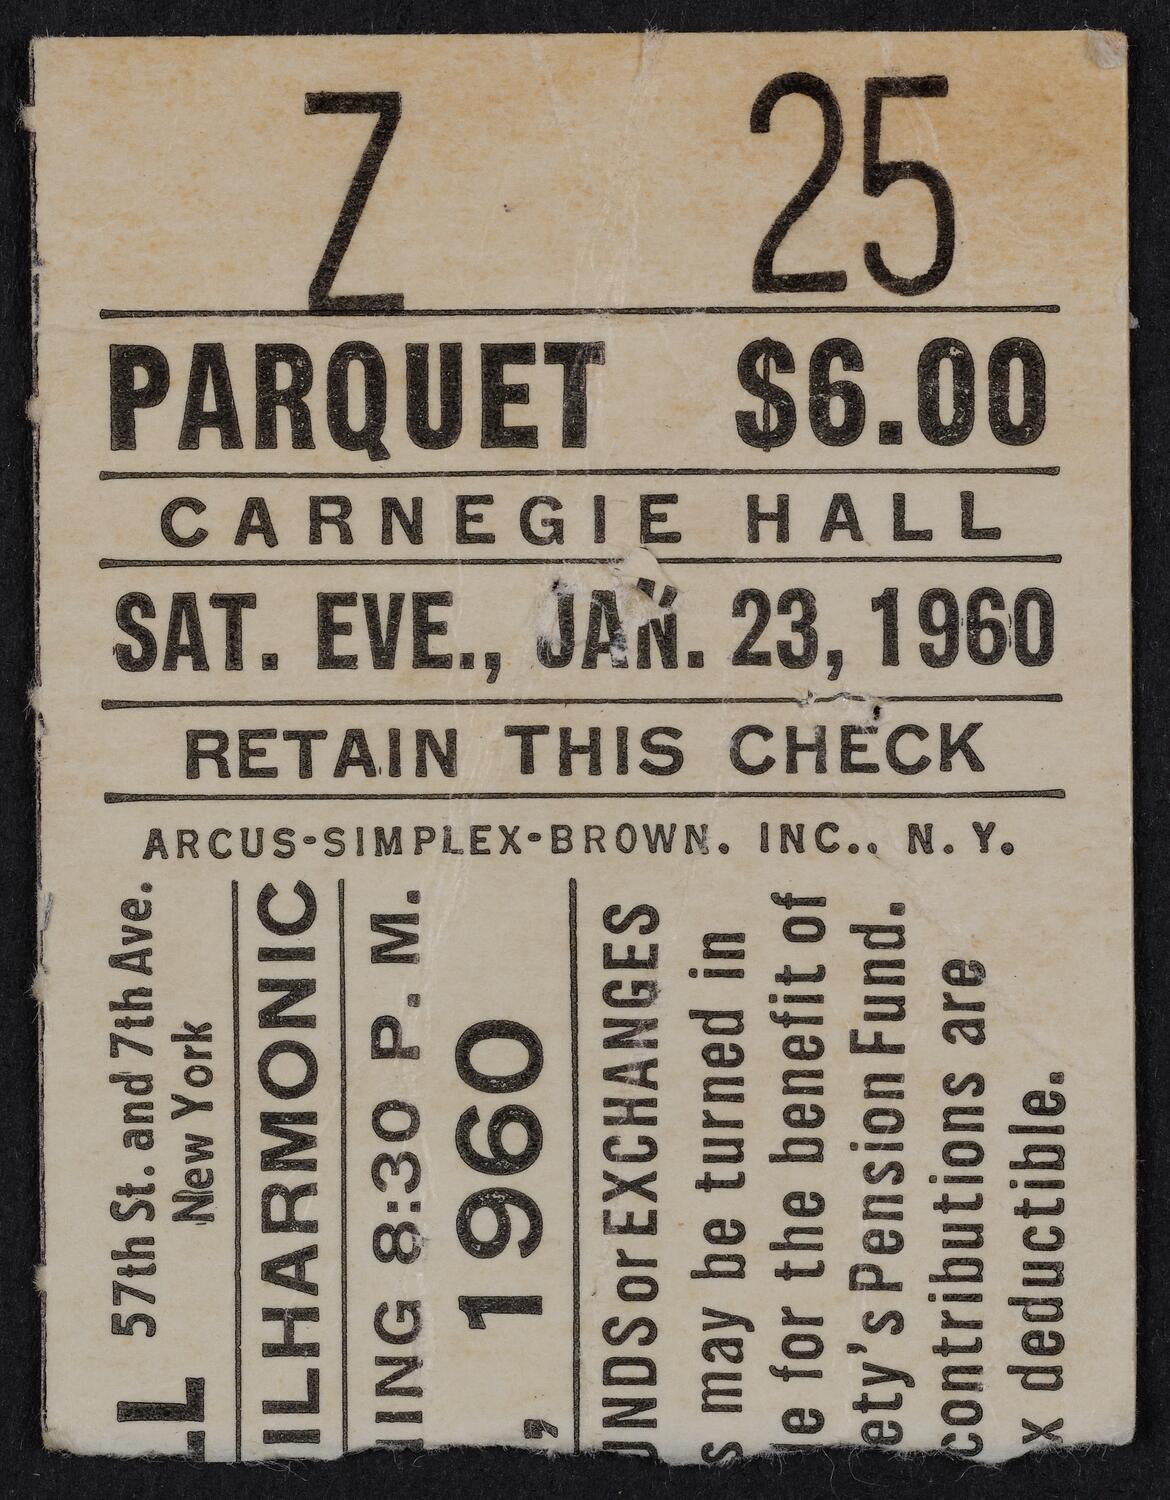 Z 25
PARQUET $6.00
CARNEGIE HALL
SAT. EVE., JAN. 23, 1960
RETAIN THIS CHECK
ARCUS-SIMPLEX-BROWN. INC., N. Y.
LL 57th St. and 7th Ave.
New York
ILHARMONIC
NING 8:30 P. M.
, 1960
UNDS or EXCHANGES
s may be turned in
le for the benefit of
ety's Pension Fund.
contributions are
x deductible.